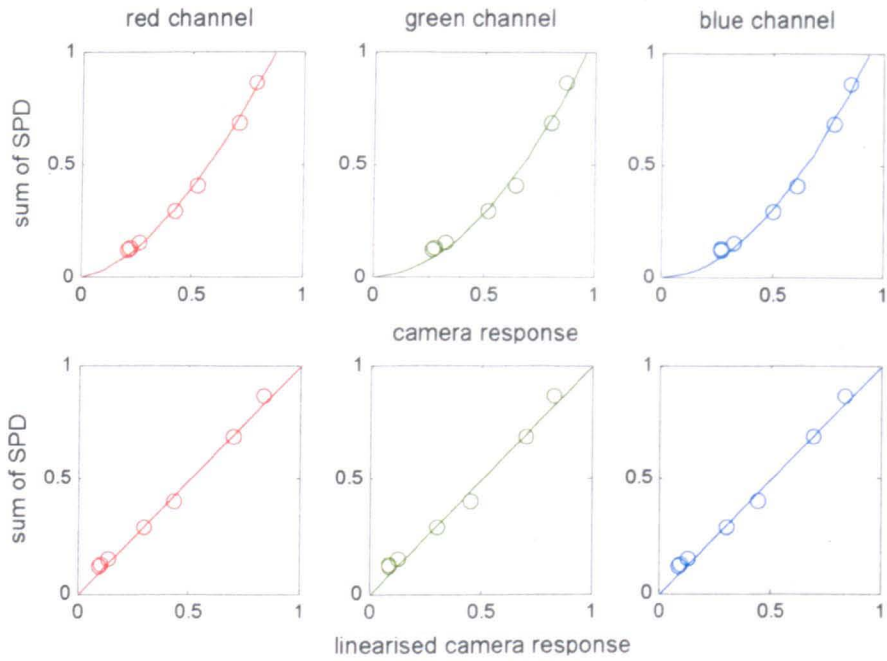 red channel green channel blue channel
sum of SPD
1 1 1
0.5 0.5 0.5
0 0 0
0 0.5 1 0 0.5 1 0 0.5 1
camera response
sum of SPD
1 1 1
0.5 0.5 0.5
0 0 0
0 0.5 1 0 0.5 1 0 0.5 1
linearised camera response